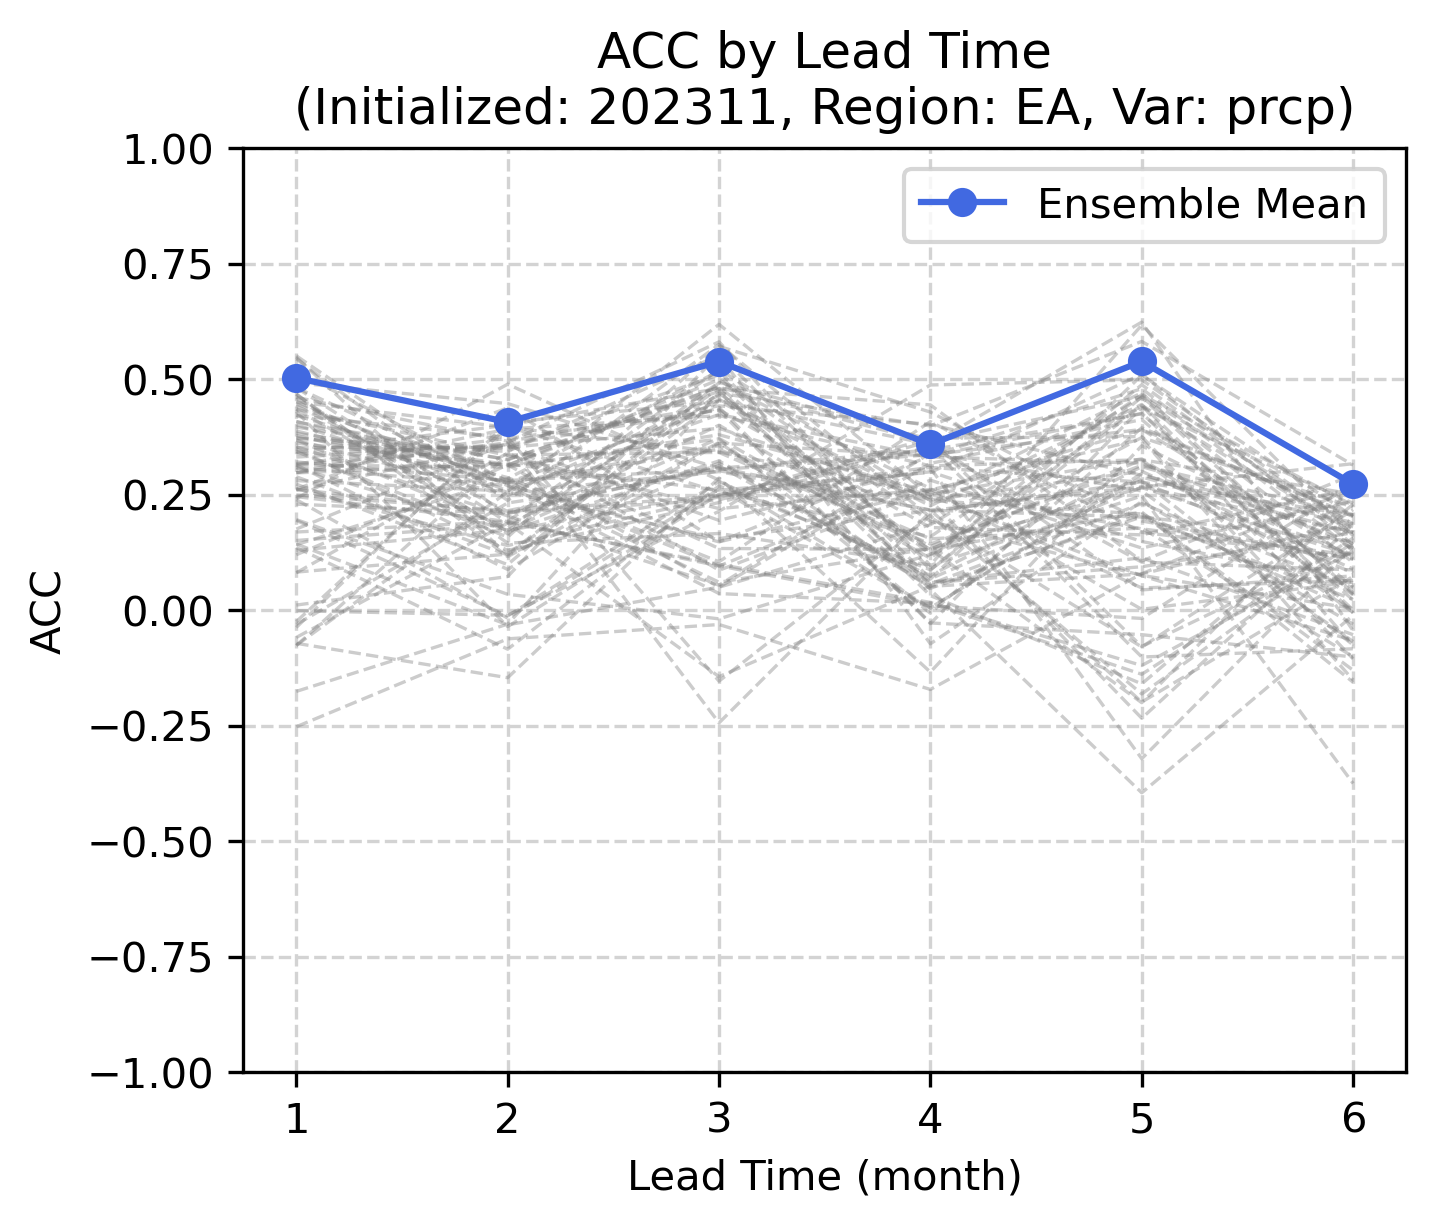 ACC by Lead Time
(Initialized: 202311, Region: EA, Var: prcp)
Ensemble Mean
ACC
1.00
0.75
0.50
0.25
0.00
−0.25
−0.50
−0.75
−1.00
1 2 3 4 5 6
Lead Time (month)